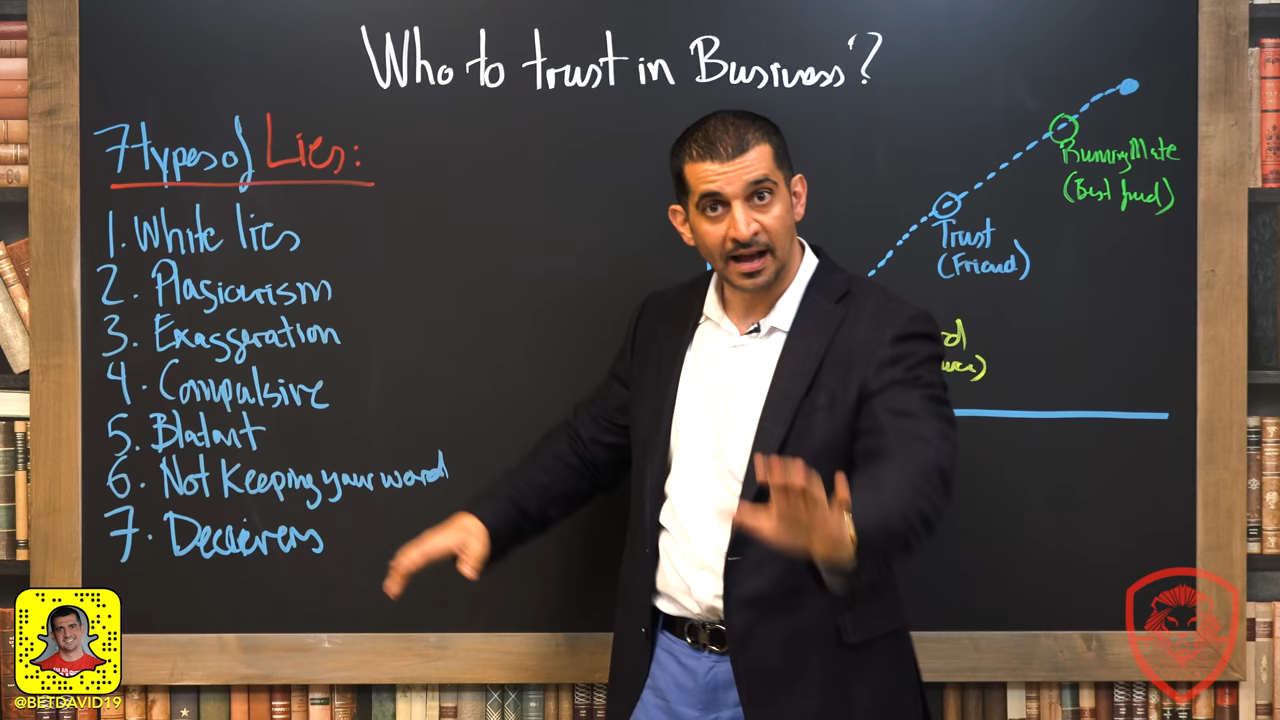 Who to trust in Business?
7 types of Lies:
1. White lies
2. Plagiarism
3. Exaggeration
4. Compulsive
5. Blatant
6. Not Keeping your word
7. Deceivers
Running Mate
(Best friend)
Trust
(Friend)
@BETDAVID19